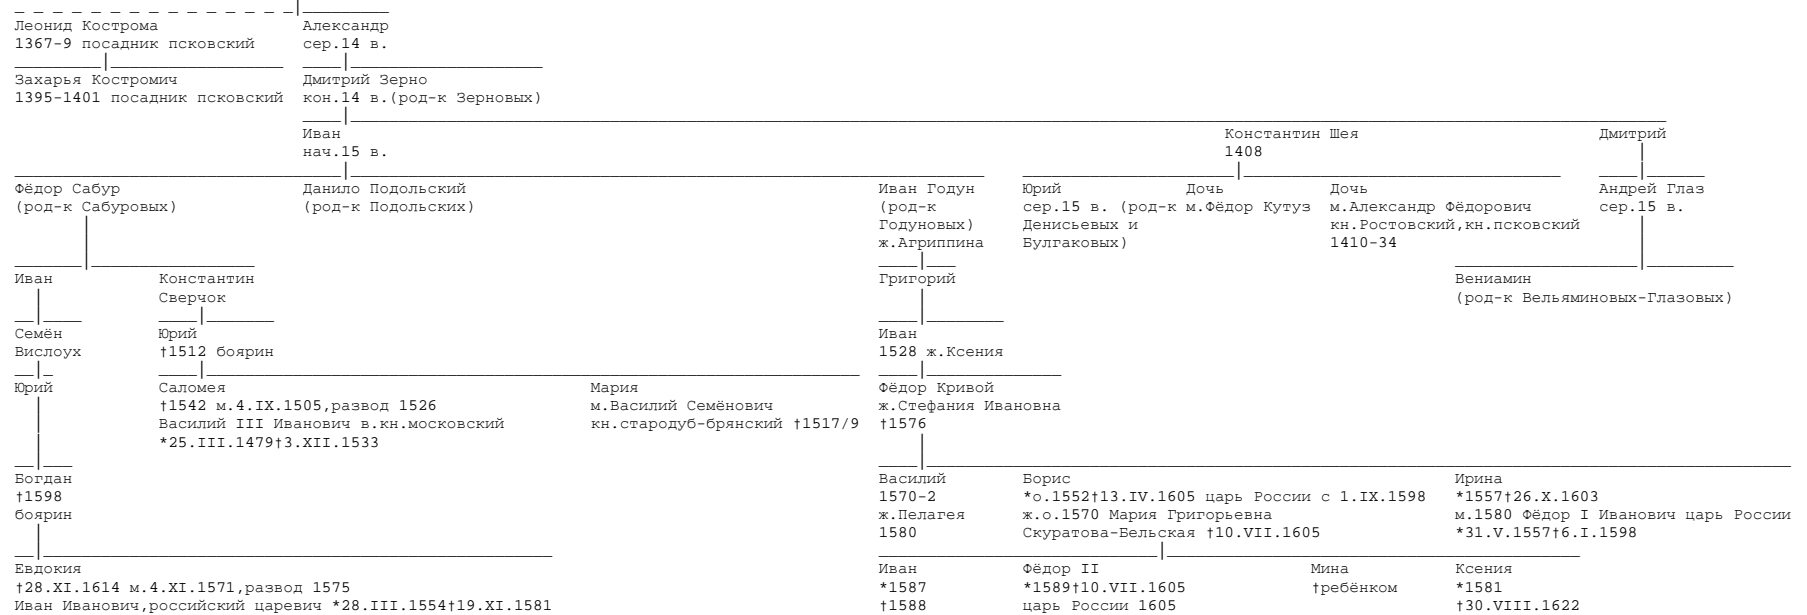 Леонид Кострома Александр
1367-9 посадник псковский сер.14 в.
Захарья Костромич Дмитрий Зерно
1395-1401 посадник псковский кон.14 в.(род-к Зерновых)
Иван Константин Шея Дмитрий
нач.15 в. 1408
Фёдор Сабур Данило Подольский Иван Годун Юрий Дочь Дочь Андрей Глаз
(род-к Сабуровых) (род-к Подольских) (род-к сер.15 в. (род-к м.Фёдор Кутуз м.Александр Фёдорович сер.15 в.
Годуновых) Денисьевых и кн.Ростовский,кн.псковский
ж.Агриппина Булгаковых) 1410-34
Иван Константин Григорий Вениамин
Сверчок (род-к Вельяминовых-Глазовых)
Семён Юрий Иван
Вислоух †1512 боярин 1528 ж.Ксения
Юрий Саломея Мария Фёдор Кривой
†1542 м.4.IX.1505,развод 1526 м.Василий Семёнович ж.Стефания Ивановна
Василий III Иванович в.кн.московский кн.стародуб-брянский †1517/9 †1576
*25.III.1479†3.XII.1533
Богдан Василий Борис Ирина
†1598 1570-2 *о.1552†13.IV.1605 царь России с 1.IX.1598 *1557†26.X.1603
боярин ж.Пелагея ж.о.1570 Мария Григорьевна м.1580 Фёдор I Иванович царь России
1580 Скуратова-Бельская †10.VII.1605 *31.V.1557†6.I.1598
Евдокия Иван Фёдор II Мина Ксения
†28.XI.1614 м.4.XI.1571,развод 1575 *1587 *1589†10.VII.1605 †ребёнком *1581
Иван Иванович,российский царевич *28.III.1554†19.XI.1581 †1588 царь России 1605 †30.VIII.1622